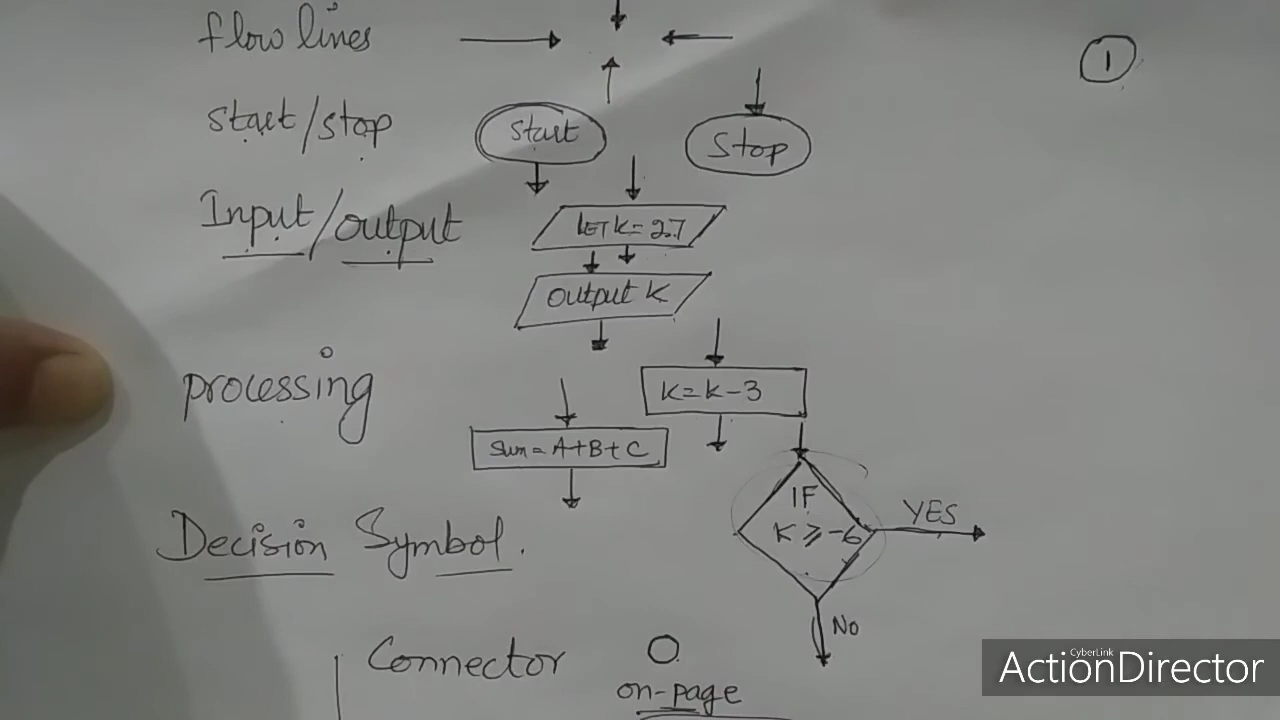 flow lines
1
start/stop
Start
Stop
Input/output
LET K = 27
output K
processing
K = K - 3
Sum = A + B + C
Decision Symbol.
IF
K ≥ -6
YES
NO
Connector
on-page
CyberLink
ActionDirector